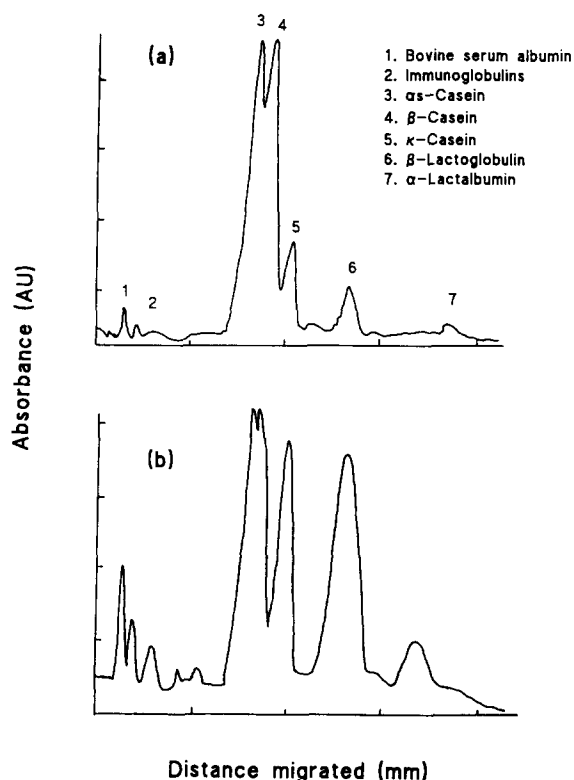 (a)
3 4
1. Bovine serum albumin
2. Immunoglobulins
3. αs-Casein
4. β-Casein
5. κ-Casein
6. β-Lactoglobulin
7. α-Lactalbumin
5
6
1
2
7
Absorbance (AU)
(b)
Distance migrated (mm)